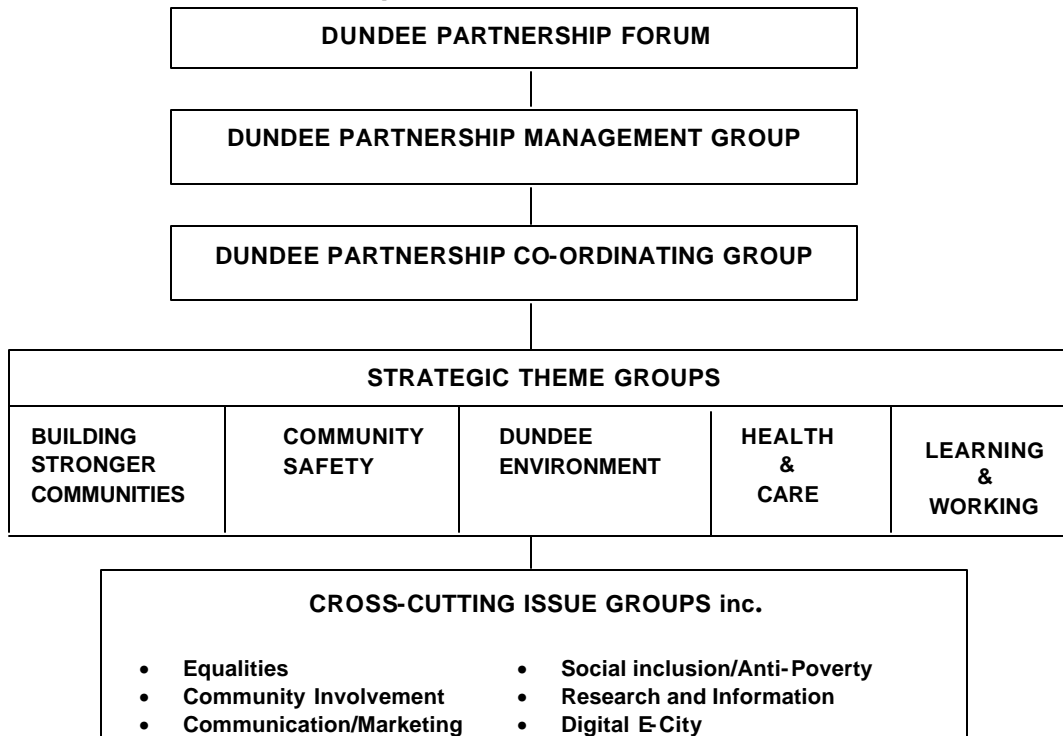 DUNDEE PARTNERSHIP FORUM
DUNDEE PARTNERSHIP MANAGEMENT GROUP
DUNDEE PARTNERSHIP CO-ORDINATING GROUP
STRATEGIC THEME GROUPS
BUILDING
STRONGER
COMMUNITIES
COMMUNITY
SAFETY
DUNDEE
ENVIRONMENT
HEALTH
&
CARE
LEARNING
&
WORKING
CROSS-CUTTING ISSUE GROUPS inc.
• Equalities
• Community Involvement
• Communication/Marketing
• Social inclusion/Anti-Poverty
• Research and Information
• Digital E-City